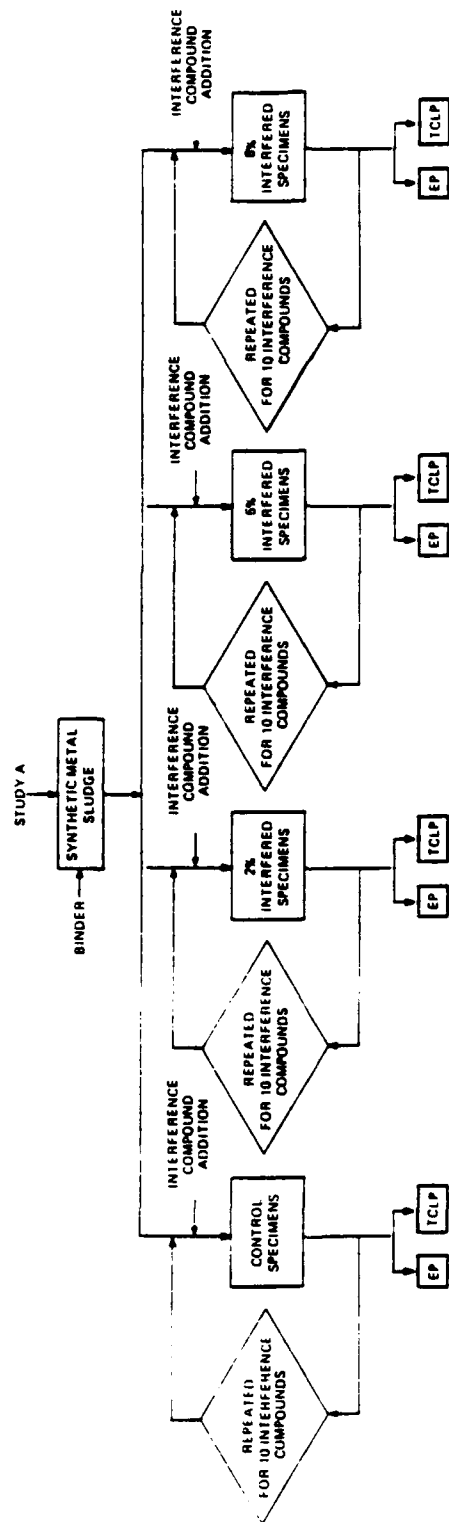 STUDY A
BINDER
SYNTHETIC METAL
SLUDGE
INTERFERENCE
COMPOUND
ADDITION
REPEATED
FOR 10 INTERFERENCE
COMPOUNDS
CONTROL
SPECIMENS
EP
TCLP
INTERFERENCE
COMPOUND
ADDITION
REPEATED
FOR 10 INTERFERENCE
COMPOUNDS
2%
INTERFERED
SPECIMENS
EP
TCLP
INTERFERENCE
COMPOUND
ADDITION
REPEATED
FOR 10 INTERFERENCE
COMPOUNDS
5%
INTERFERED
SPECIMENS
EP
TCLP
INTERFERENCE
COMPOUND
ADDITION
REPEATED
FOR 10 INTERFERENCE
COMPOUNDS
8%
INTERFERED
SPECIMENS
EP
TCLP